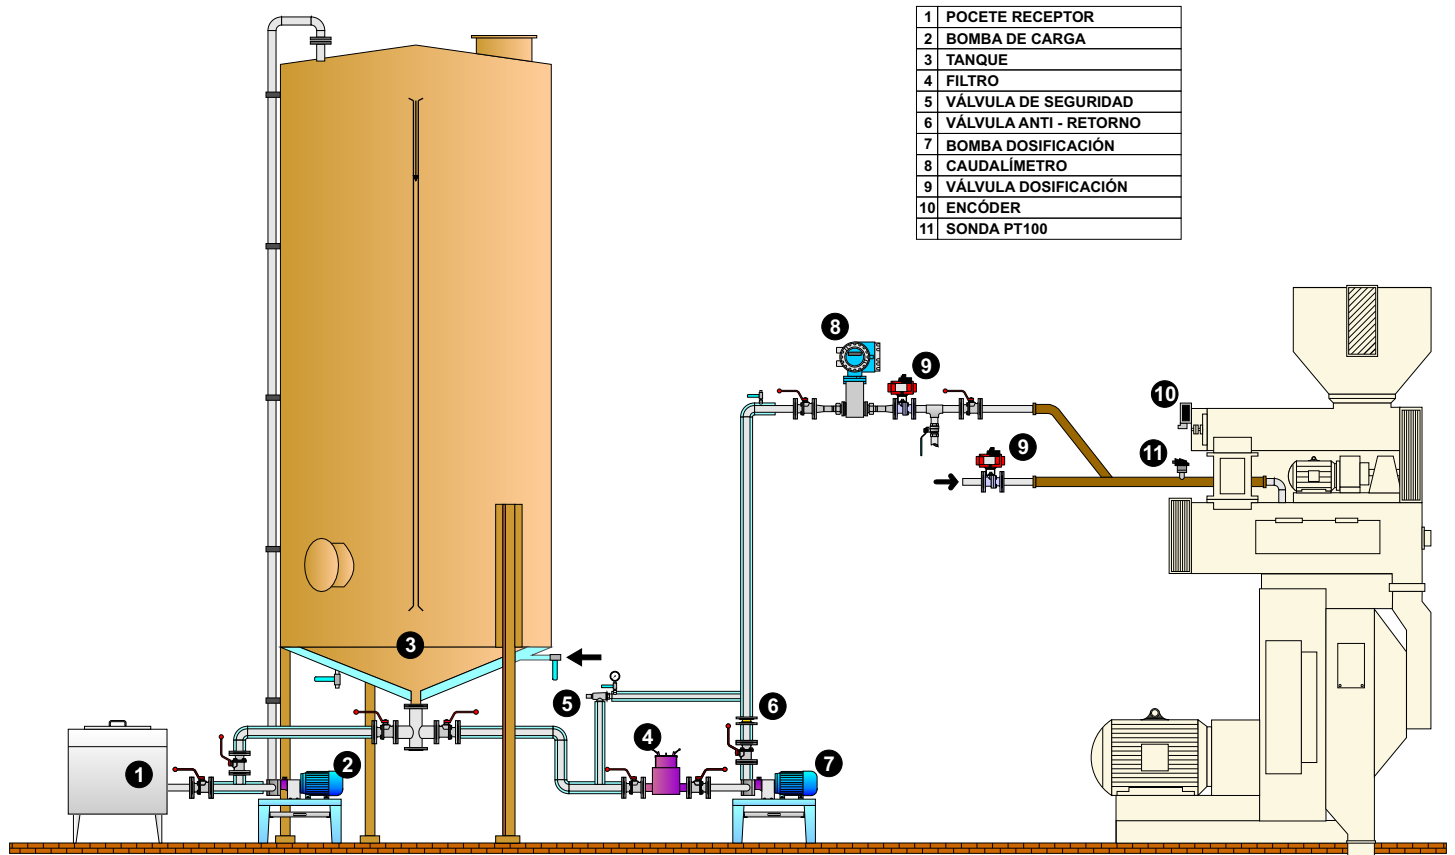 1 POCETE RECEPTOR
2 BOMBA DE CARGA
3 TANQUE
4 FILTRO
5 VÁLVULA DE SEGURIDAD
6 VÁLVULA ANTI - RETORNO
7 BOMBA DOSIFICACIÓN
8 CAUDALÍMETRO
9 VÁLVULA DOSIFICACIÓN
10 ENCÓDER
11 SONDA PT100
8
9
10
9
11
3
5
6
4
1
2
7